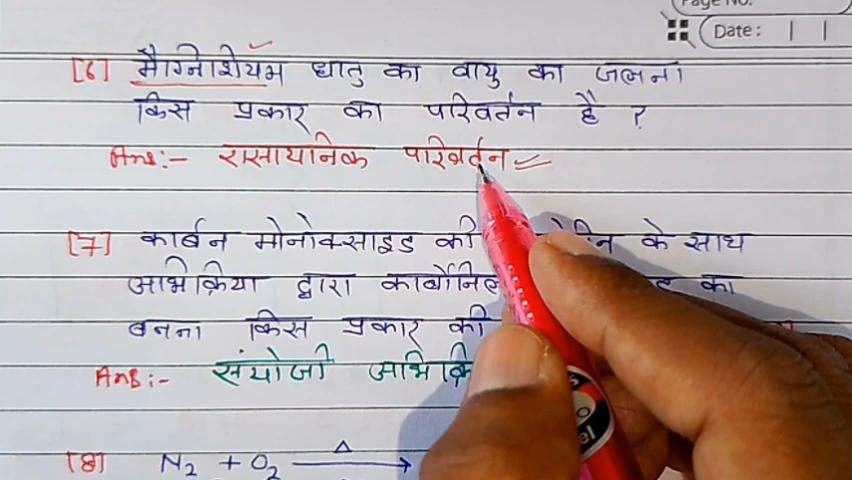 Page No.
Date:
[6] मैग्निशियम धातु का वायु का जलना
किस प्रकार का परिवर्तन है ?
Ans:- रासायनिक परिवर्तन
[7] कार्बन मोनोक्साइड की के साथ
अभिक्रिया द्वारा का
बनना किस प्रकार की
Ans:- संयोजी
[8] N₂ + O₂ —Δ→